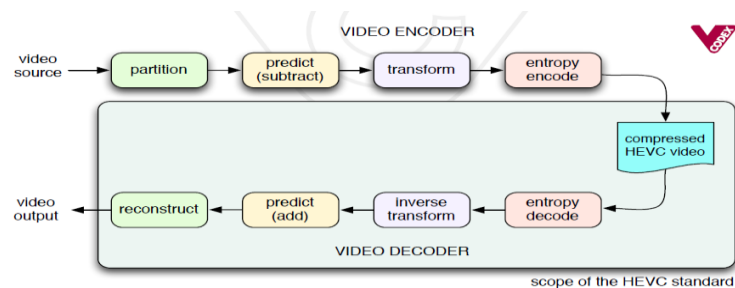 VIDEO ENCODER
V
CODEX
video
source
partition
predict
(subtract)
transform
entropy
encode
compressed
HEVC video
video
output
reconstruct
predict
(add)
inverse
transform
entropy
decode
VIDEO DECODER
scope of the HEVC standard